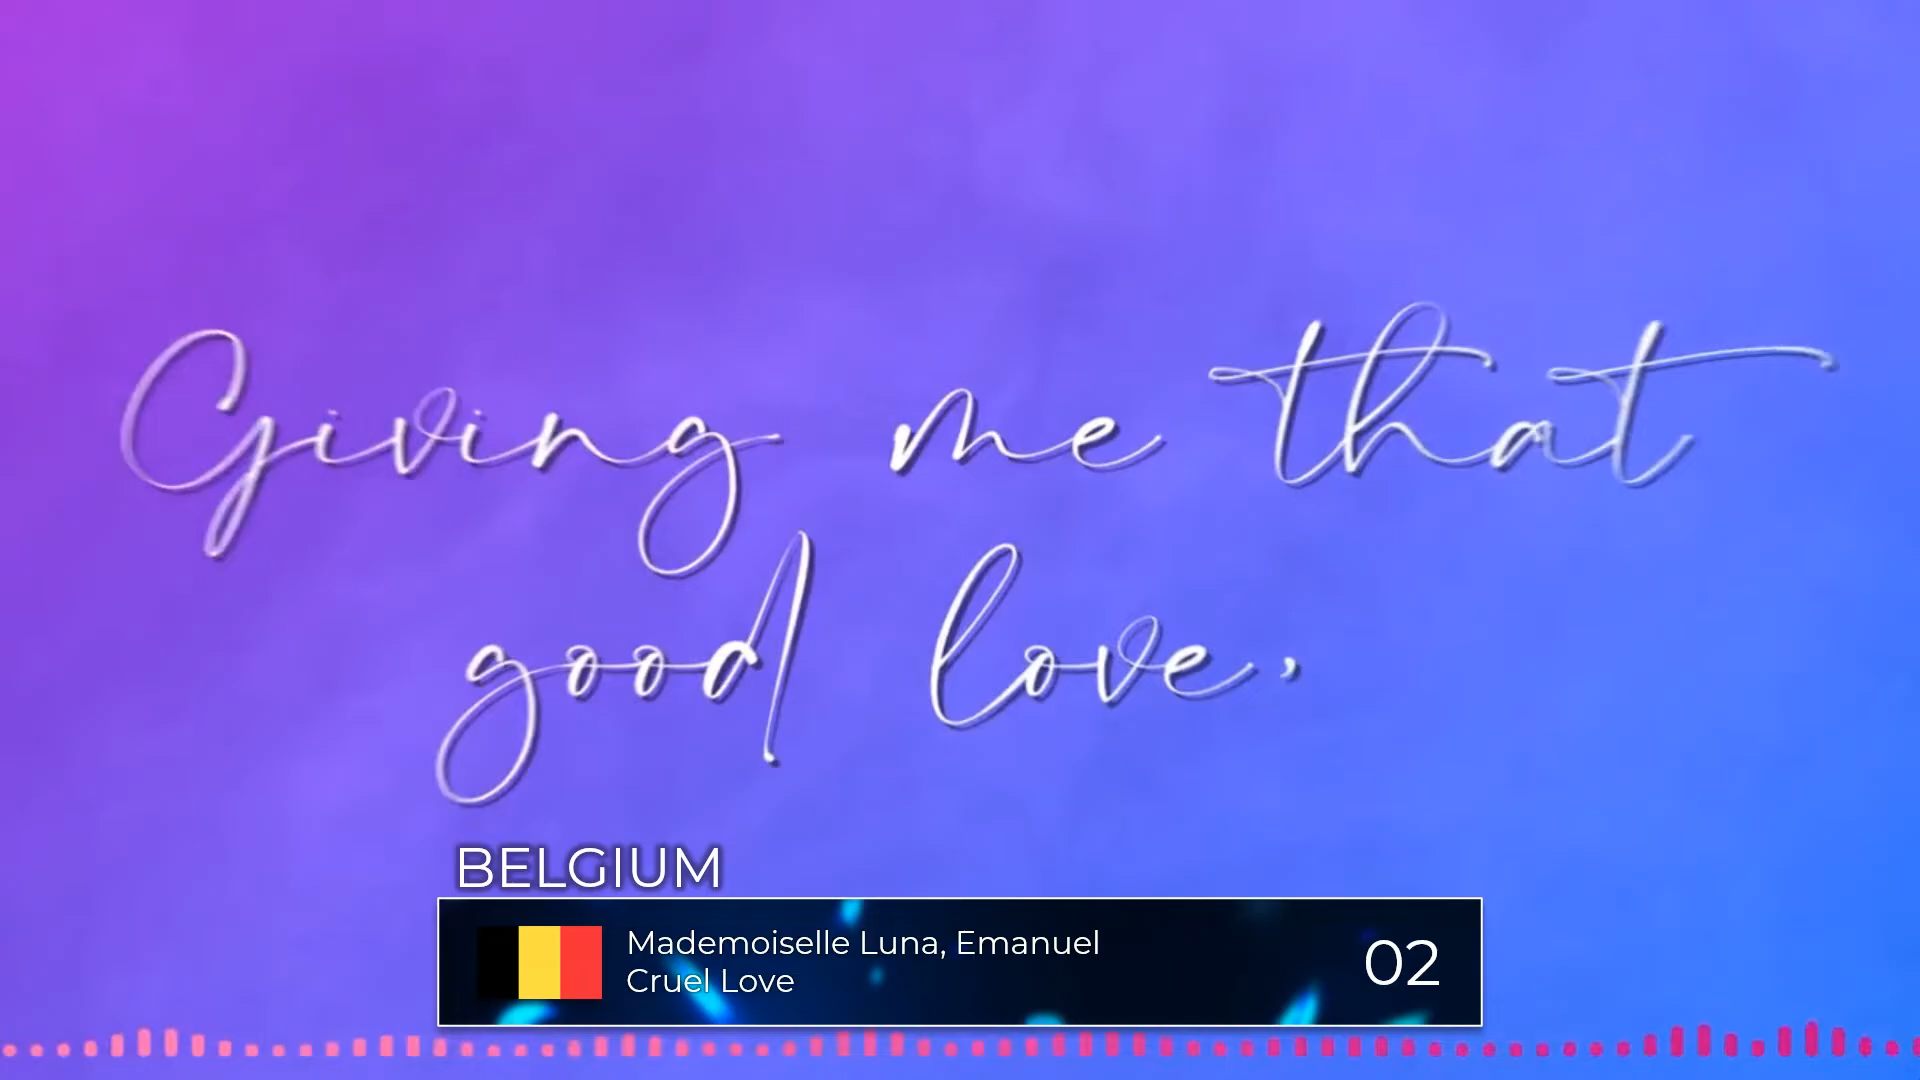 Giving me that
good love,
BELGIUM
Mademoiselle Luna, Emanuel
Cruel Love
02